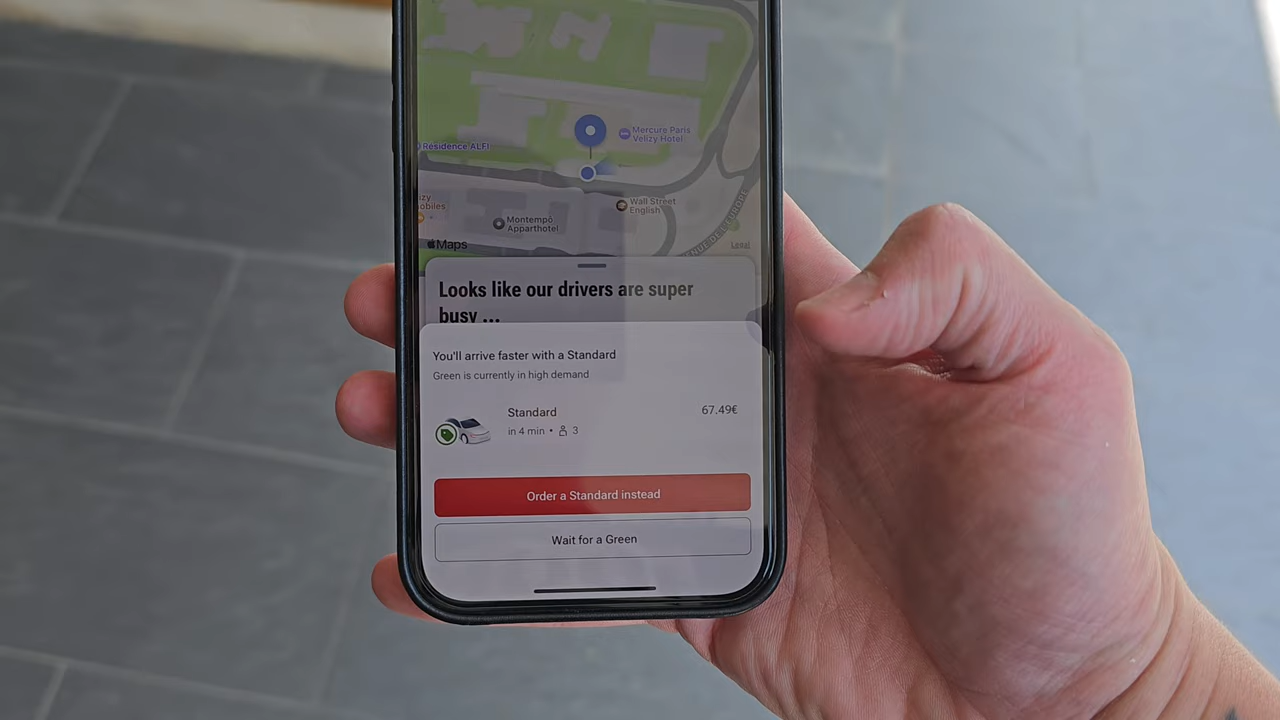 Mercure Paris
Velizy Hotel
Résidence ALFI
Wall Street
English
Montempô
Apparthotel
Maps
Legal
Looks like our drivers are super
busy ...
You'll arrive faster with a Standard
Green is currently in high demand
Standard
67.49€
in 4 min • 3
Order a Standard instead
Wait for a Green